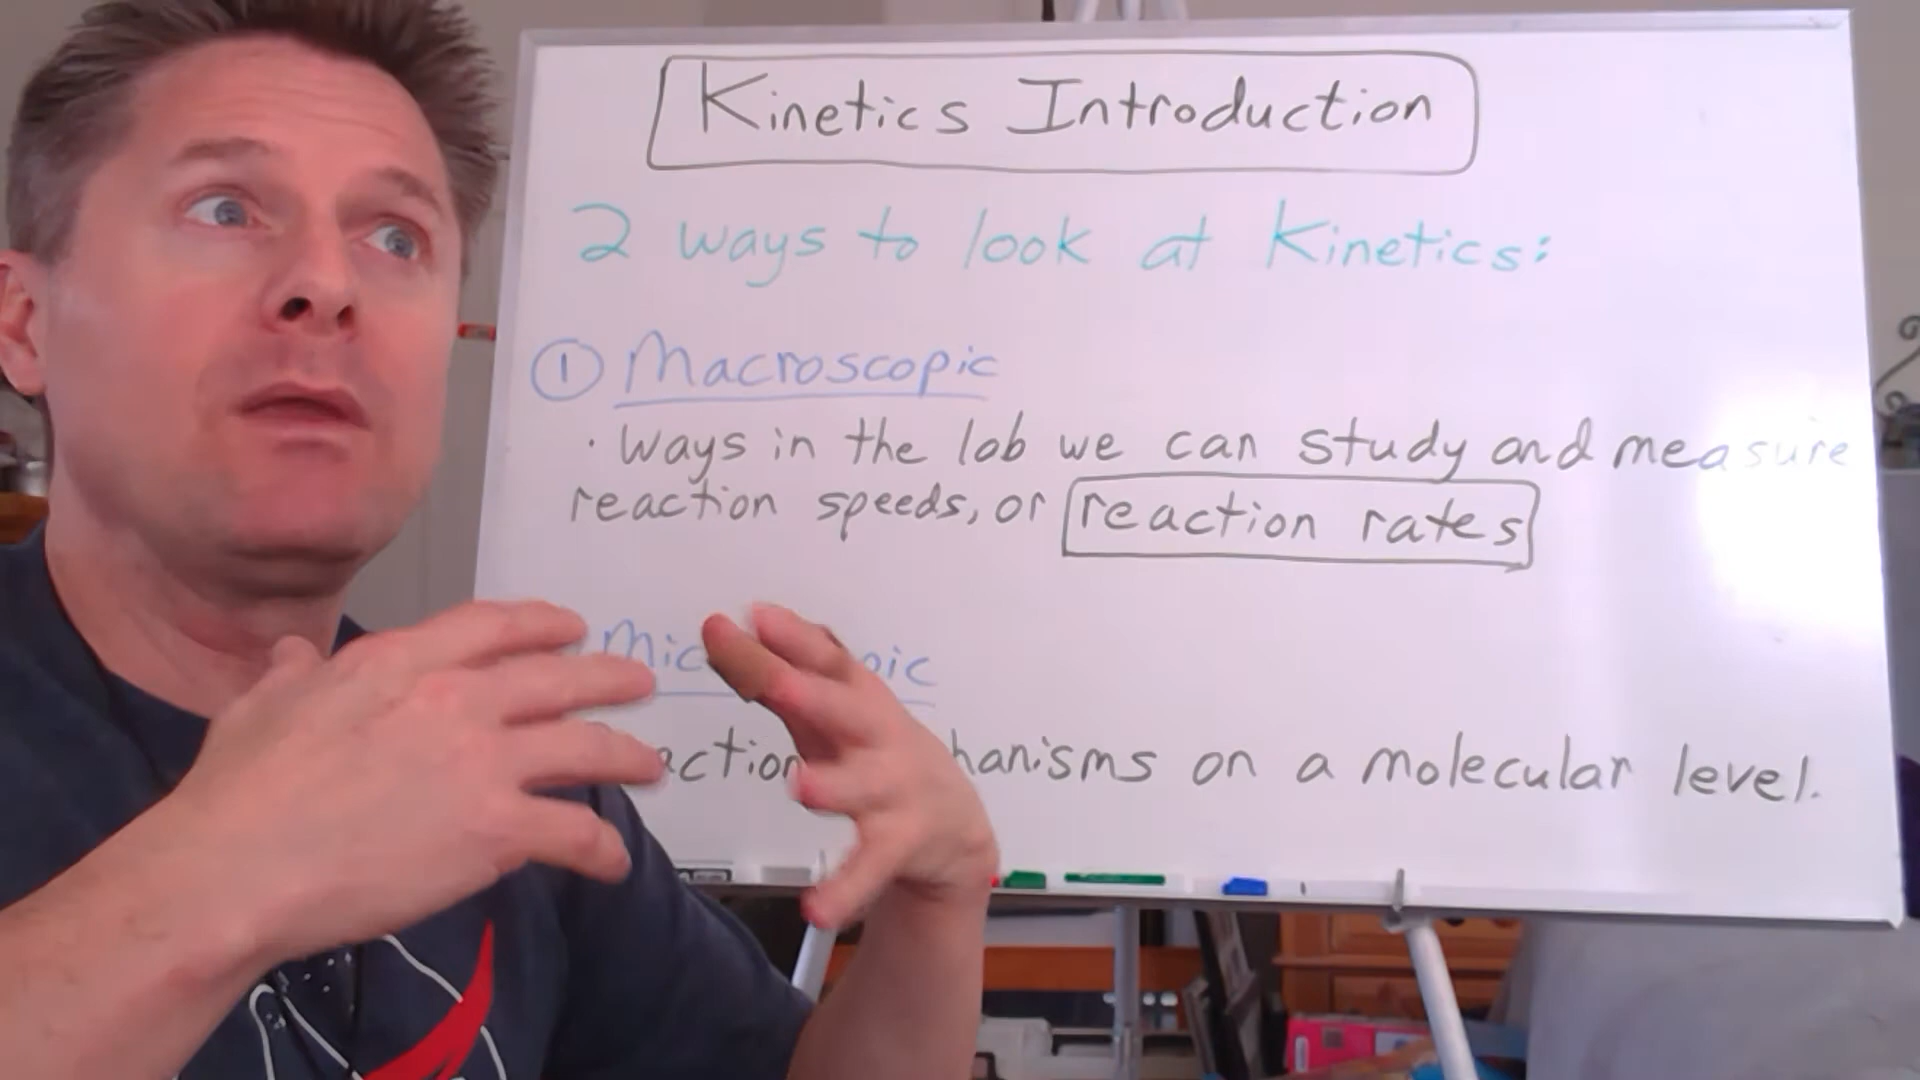 Kinetics Introduction
2 ways to look at Kinetics:
① Macroscopic
· Ways in the lab we can study and measure
reaction speeds, or reaction rates
on a molecular level.